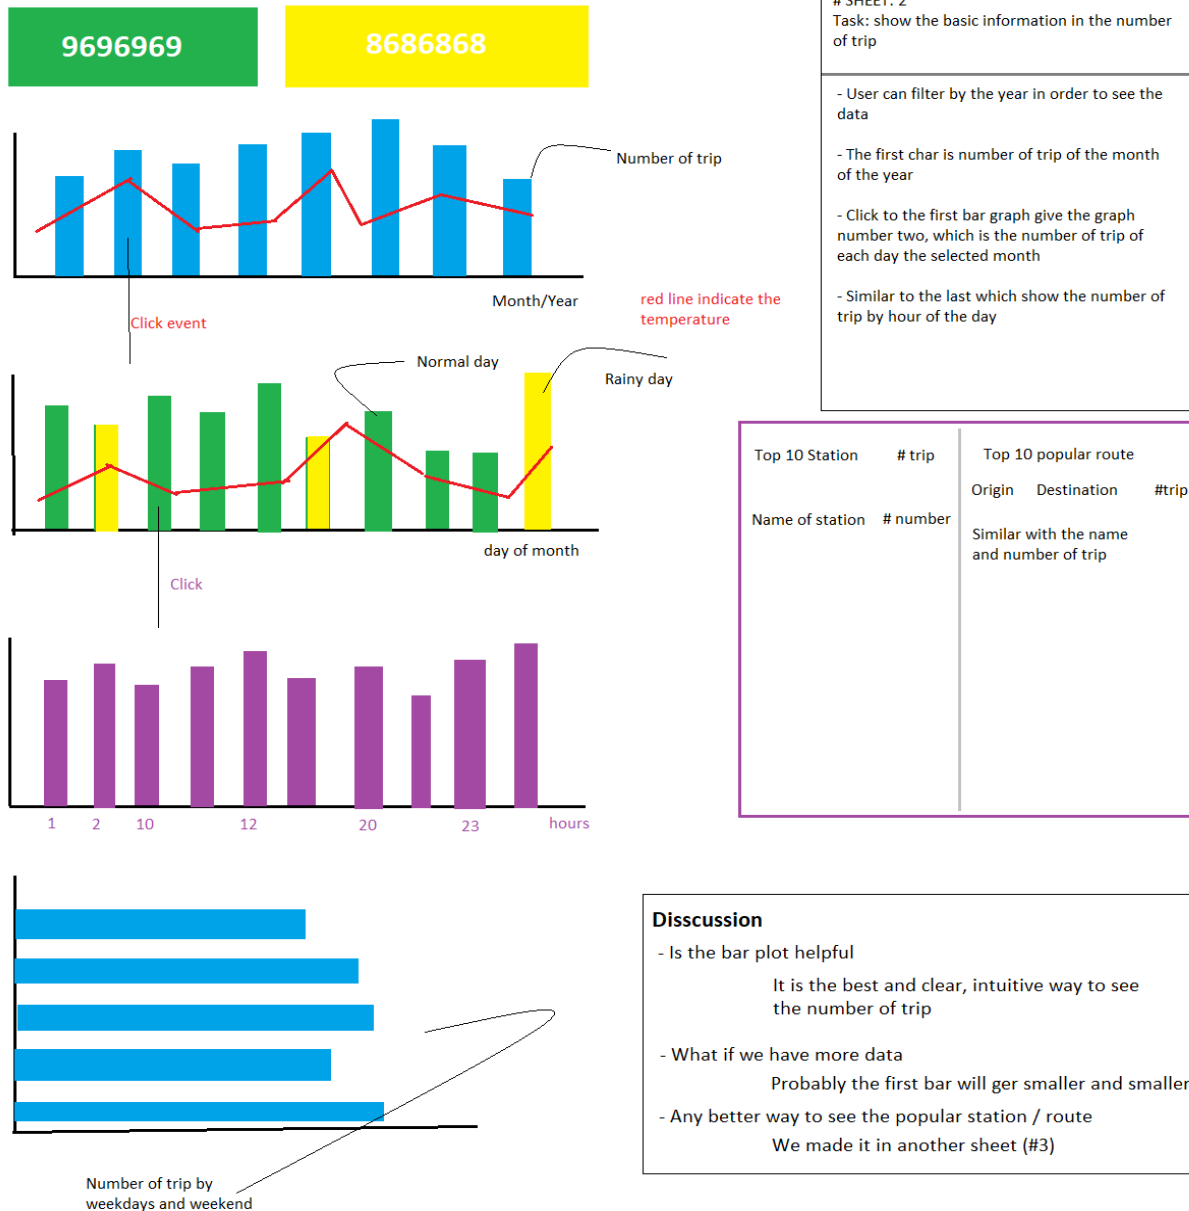 9696969
8686868
# SHEET: 2
Task: show the basic information in the number
of trip
- User can filter by the year in order to see the
data
- The first char is number of trip of the month
of the year
- Click to the first bar graph give the graph
number two, which is the number of trip of
each day the selected month
- Similar to the last which show the number of
trip by hour of the day
Number of trip
Month/Year
red line indicate the
temperature
Click event
Normal day
Rainy day
day of month
Click
1 2 10 12 20 23 hours
Top 10 Station # trip
Name of station # number
Top 10 popular route
Origin Destination #trip
Similar with the name
and number of trip
Number of trip by
weekdays and weekend
Disscussion
- Is the bar plot helpful
It is the best and clear, intuitive way to see
the number of trip
- What if we have more data
Probably the first bar will ger smaller and smaller
- Any better way to see the popular station / route
We made it in another sheet (#3)